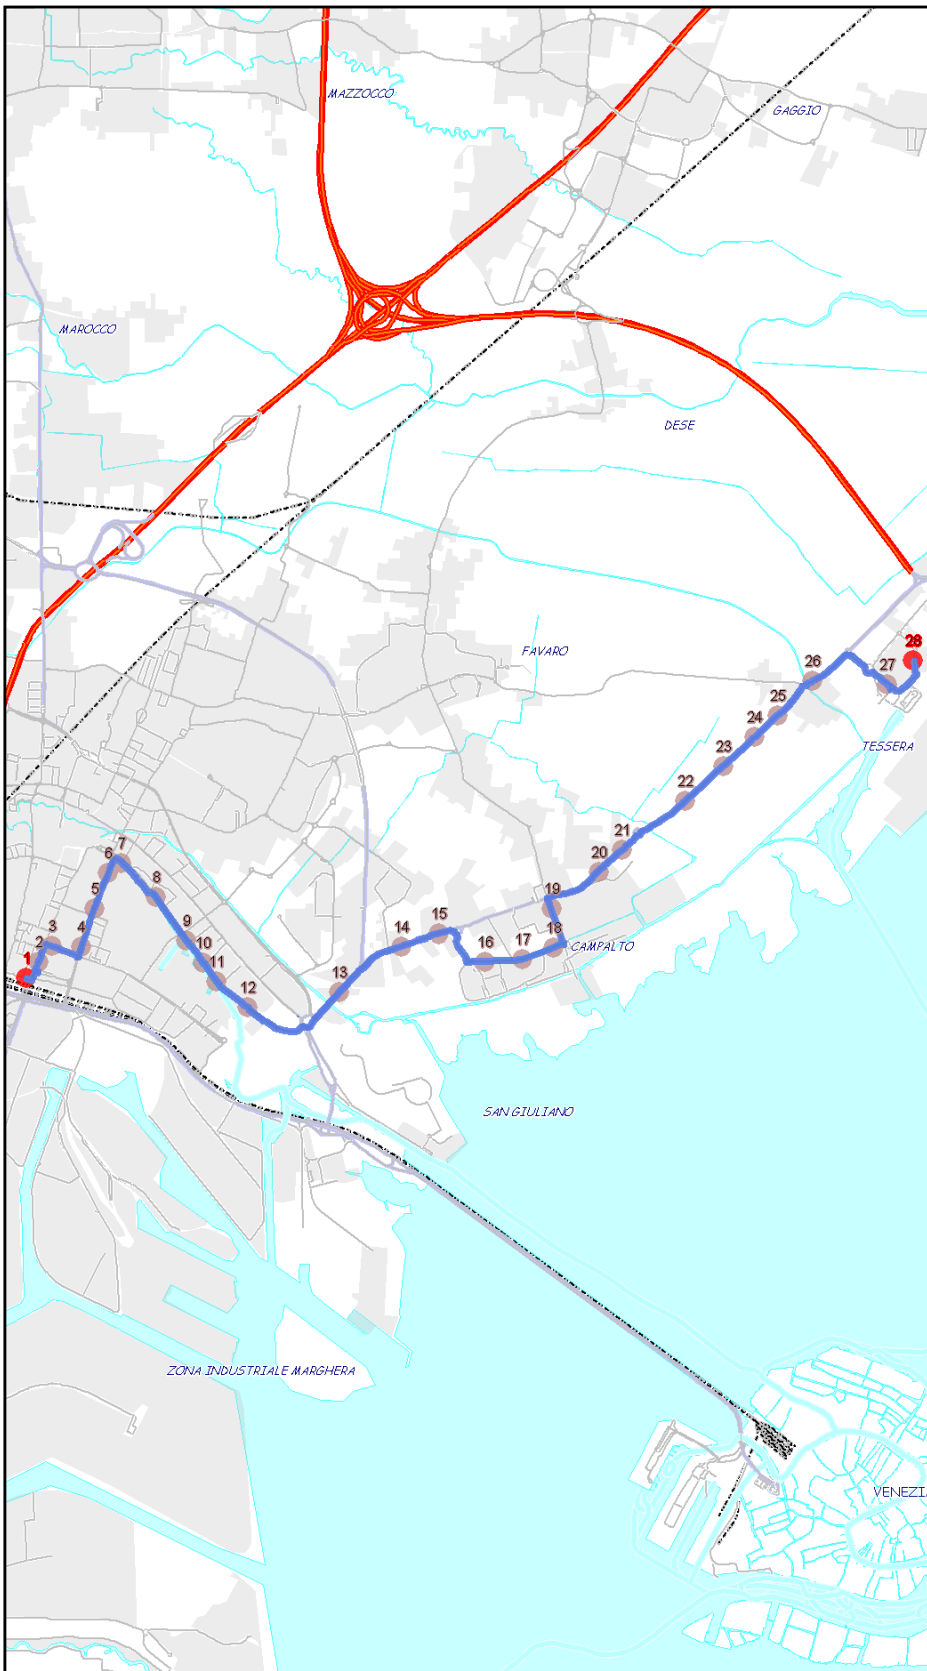 MAZZOCCO
GAGGIO
MAROCCO
DESE
FAVARO
28
26
27
25
24
TESSERA
23
22
21
20
19
7
6
8
5
15
18
9
14
CAMPALTO
3
4
10
16
17
2
1
11
13
12
SAN GIULIANO
ZONA INDUSTRIALE MARGHERA
VENEZI